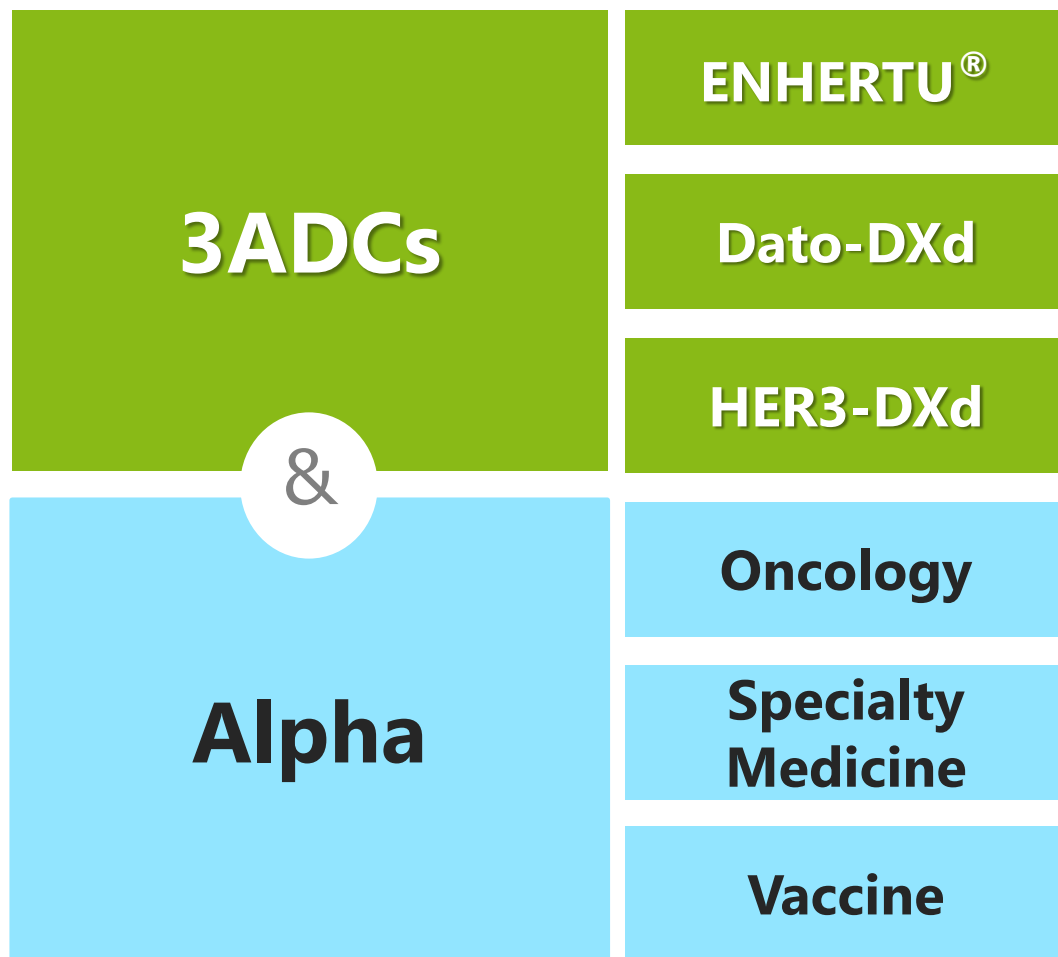 3ADCs
ENHERTU®
Dato-DXd
HER3-DXd
&
Alpha
Oncology
Specialty
Medicine
Vaccine